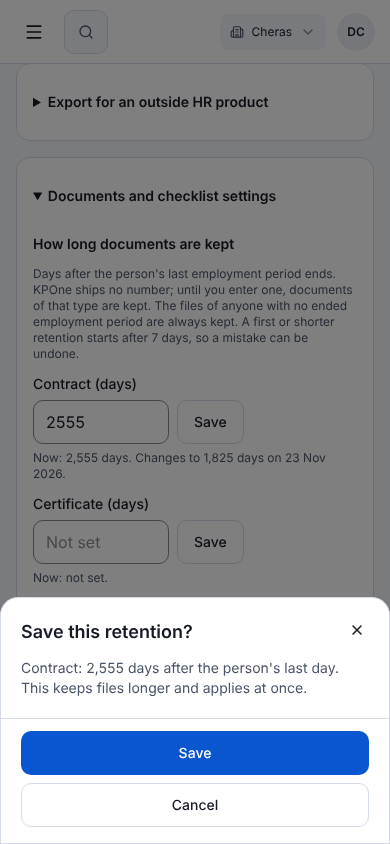 Cheras
DC
Export for an outside HR product
Documents and checklist settings
How long documents are kept
Days after the person's last employment period ends.
KPOne ships no number; until you enter one, documents
of that type are kept. The files of anyone with no ended
employment period are always kept. A first or shorter
retention starts after 7 days, so a mistake can be
undone.
Contract (days)
2555
Save
Now: 2,555 days. Changes to 1,825 days on 23 Nov
2026.
Certificate (days)
Not set
Save
Now: not set.
Save this retention?
Contract: 2,555 days after the person's last day.
This keeps files longer and applies at once.
Save
Cancel